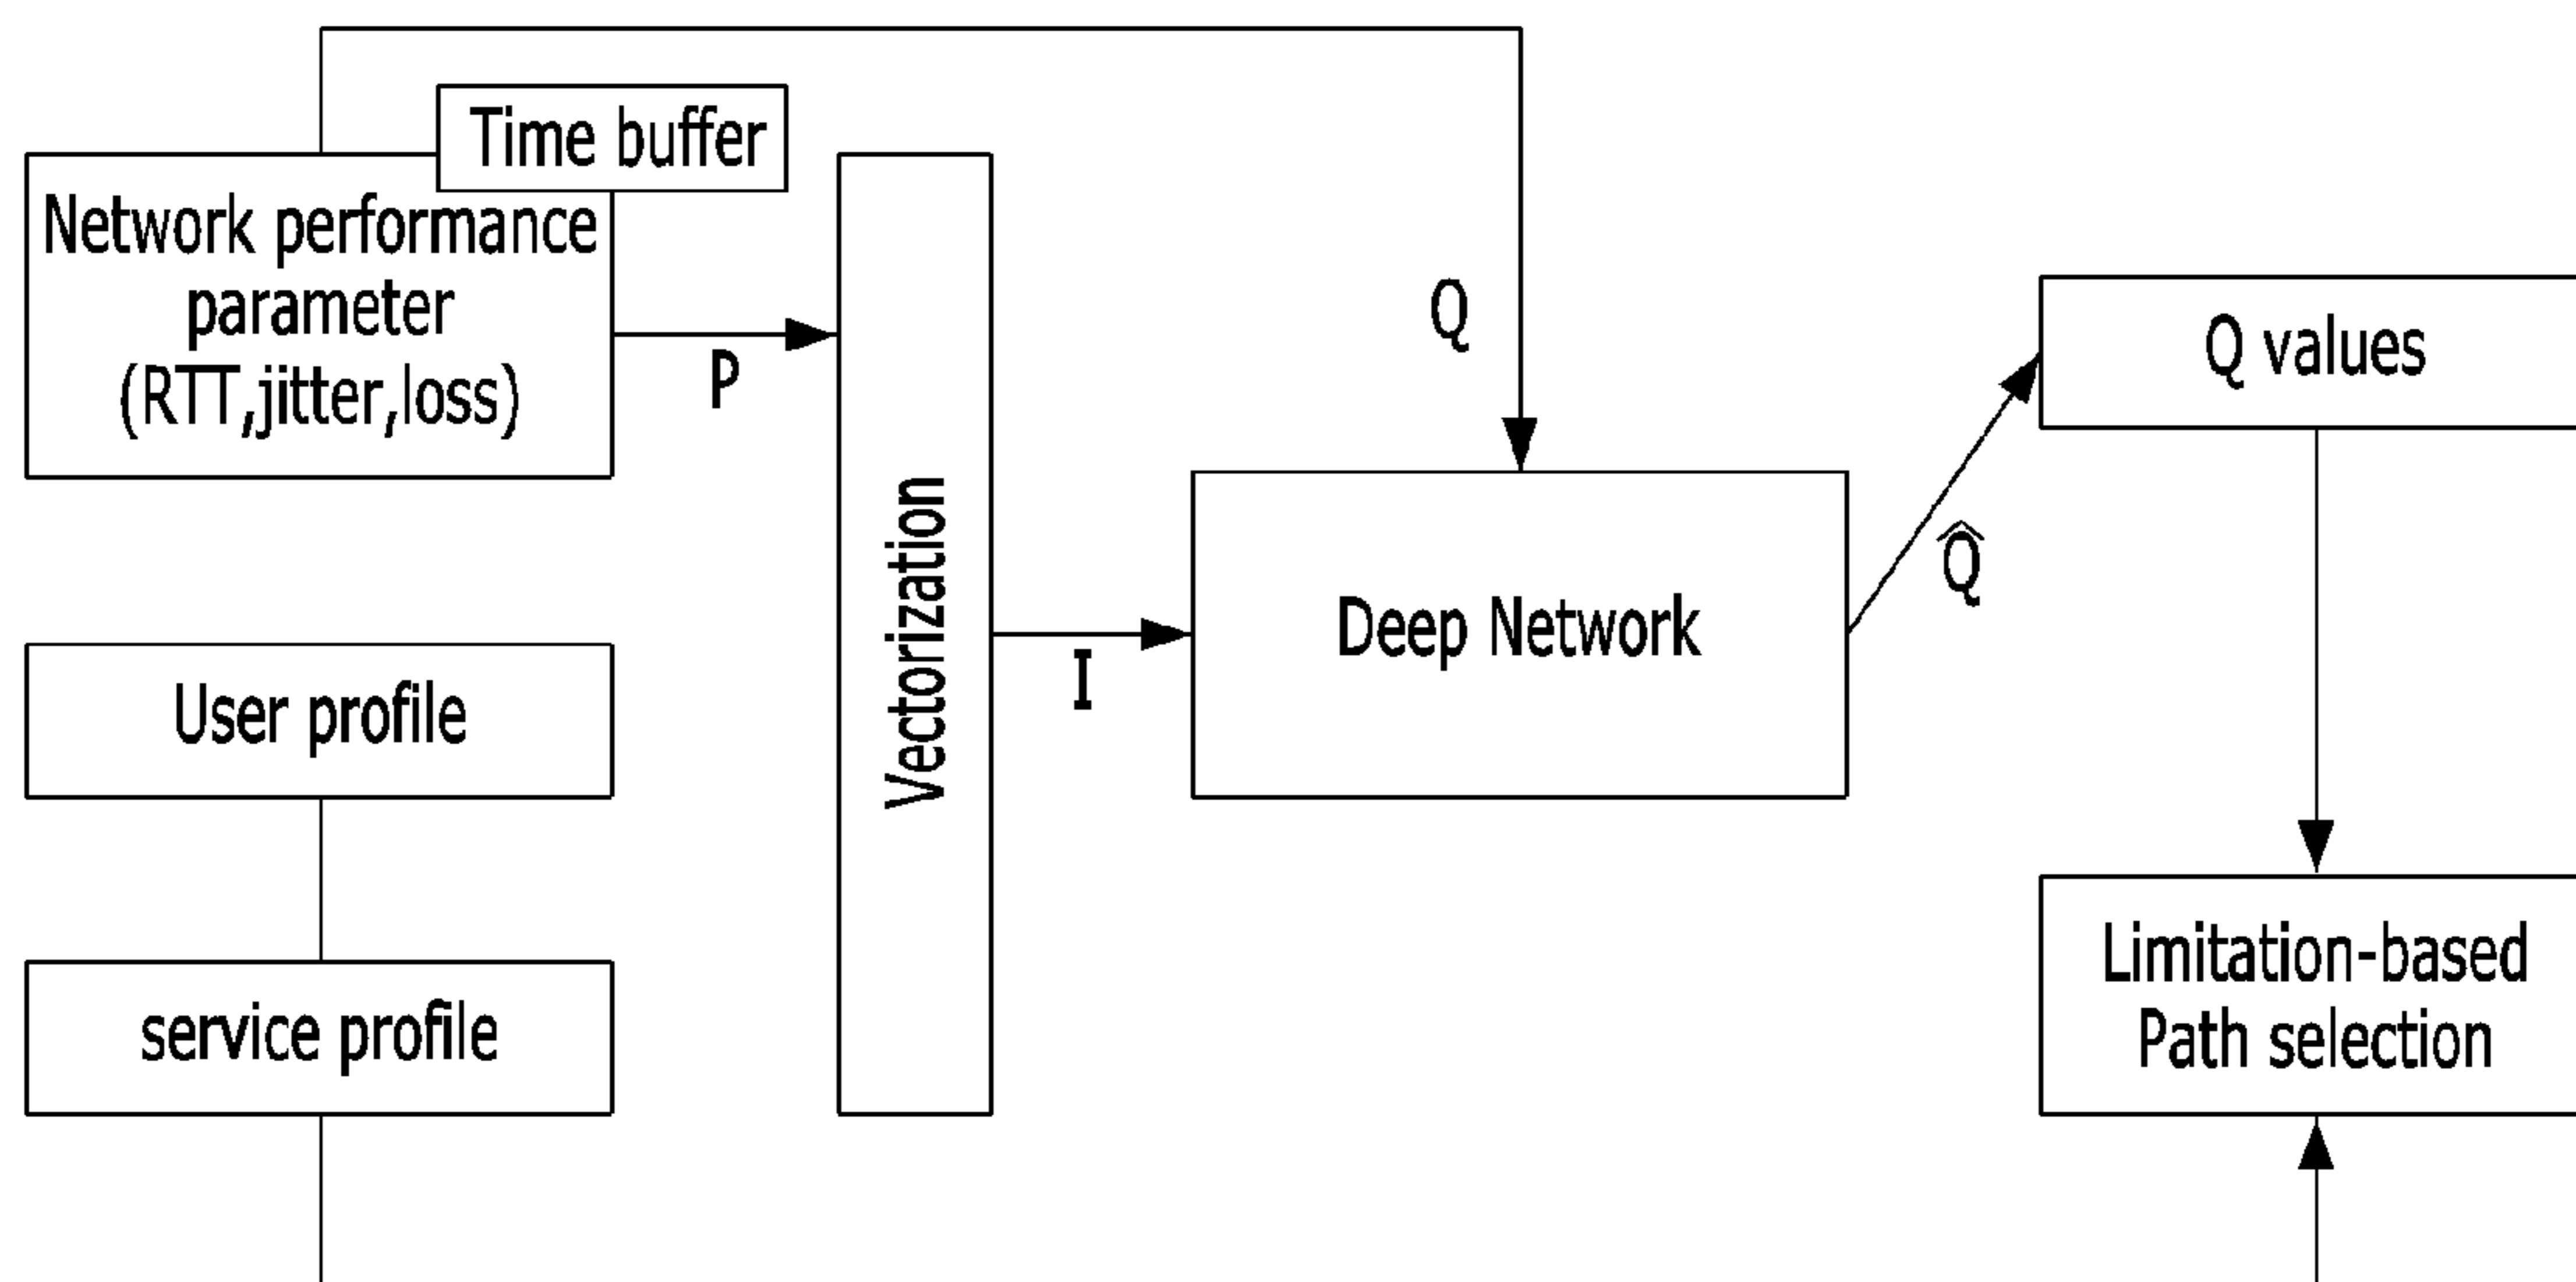 Time buffer
Network performance
parameter
(RTT,jitter,loss)
P
User profile
service profile
Vectorization
I
Q
Deep Network
Q̂
Q values
Limitation-based
Path selection